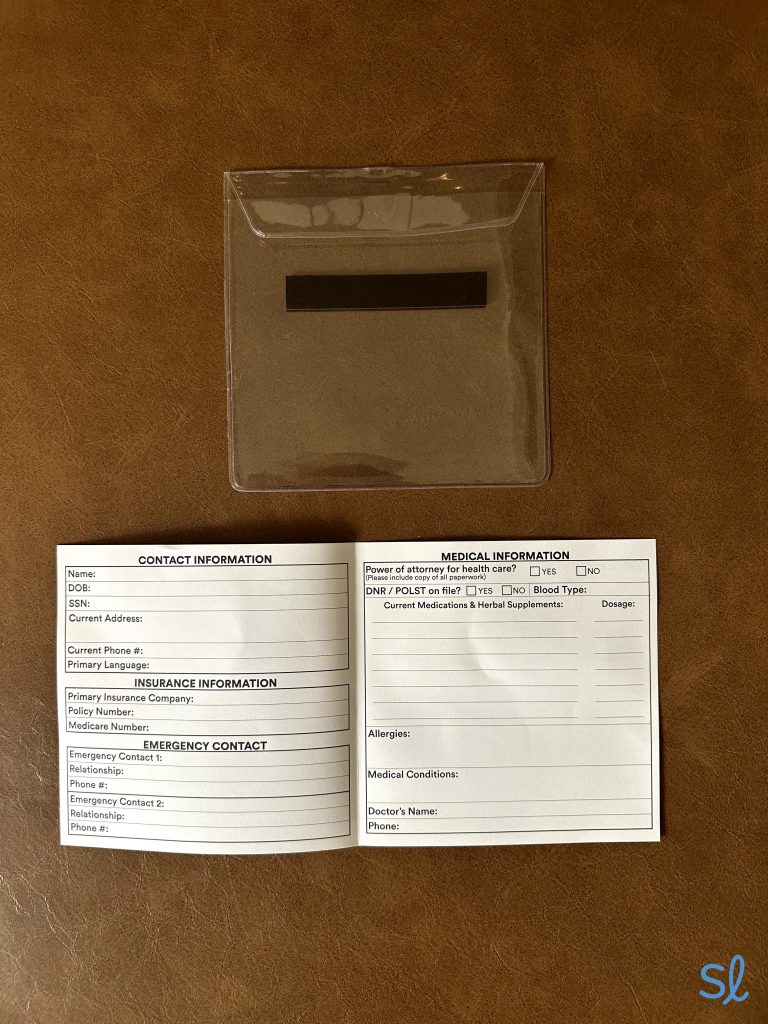 CONTACT INFORMATION
Name:
DOB:
SSN:
Current Address:
Current Phone #:
Primary Language:
INSURANCE INFORMATION
Primary Insurance Company:
Policy Number:
Medicare Number:
EMERGENCY CONTACT
Emergency Contact 1:
Relationship:
Phone #:
Emergency Contact 2:
Relationship:
Phone #:
MEDICAL INFORMATION
Power of attorney for health care? YES NO
(Please include copy of all paperwork)
DNR / POLST on file? YES NO Blood Type:
Current Medications & Herbal Supplements: Dosage:
Allergies:
Medical Conditions:
Doctor's Name:
Phone:
sl